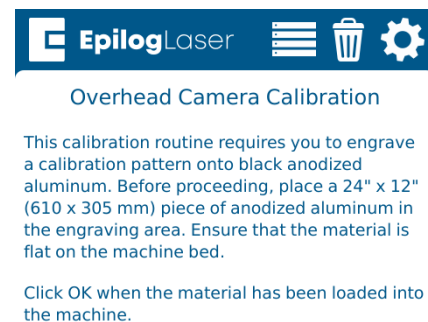 EpilogLaser
Overhead Camera Calibration
This calibration routine requires you to engrave
a calibration pattern onto black anodized
aluminum. Before proceeding, place a 24" x 12"
(610 x 305 mm) piece of anodized aluminum in
the engraving area. Ensure that the material is
flat on the machine bed.
Click OK when the material has been loaded into
the machine.